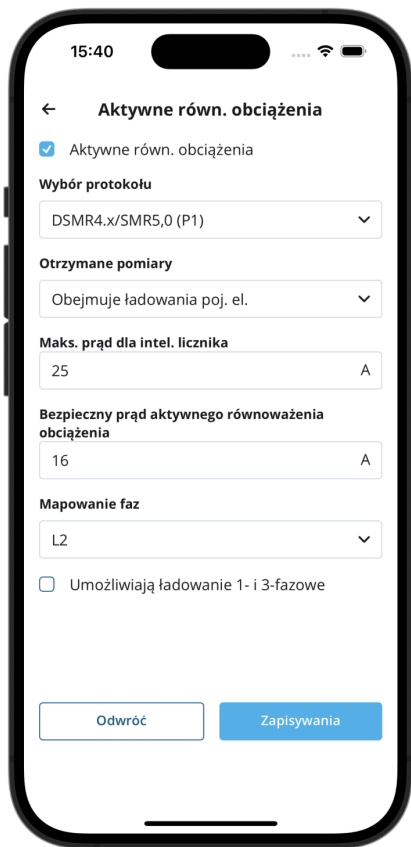 15:40
Aktywne równ. obciążenia
Aktywne równ. obciążenia
Wybór protokołu
DSMR4.x/SMR5,0 (P1)
Otrzymane pomiary
Obejmuje ładowania poj. el.
Maks. prąd dla intel. licznika
25 A
Bezpieczny prąd aktywnego równoważenia
obciążenia
16 A
Mapowanie faz
L2
Umożliwiają ładowanie 1- i 3-fazowe
Odwróć Zapisywania